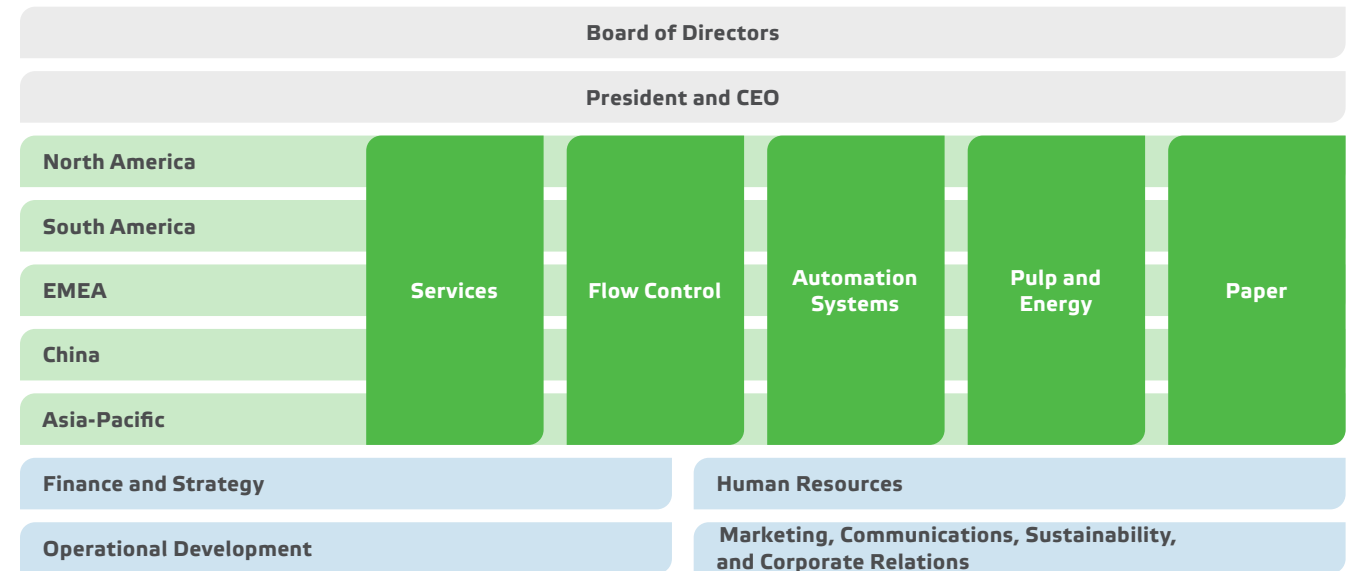 Board of Directors
President and CEO
North America
South America
EMEA
China
Asia-Pacific
Services
Flow Control
Automation
Systems
Pulp and
Energy
Paper
Finance and Strategy
Human Resources
Operational Development
Marketing, Communications, Sustainability,
and Corporate Relations